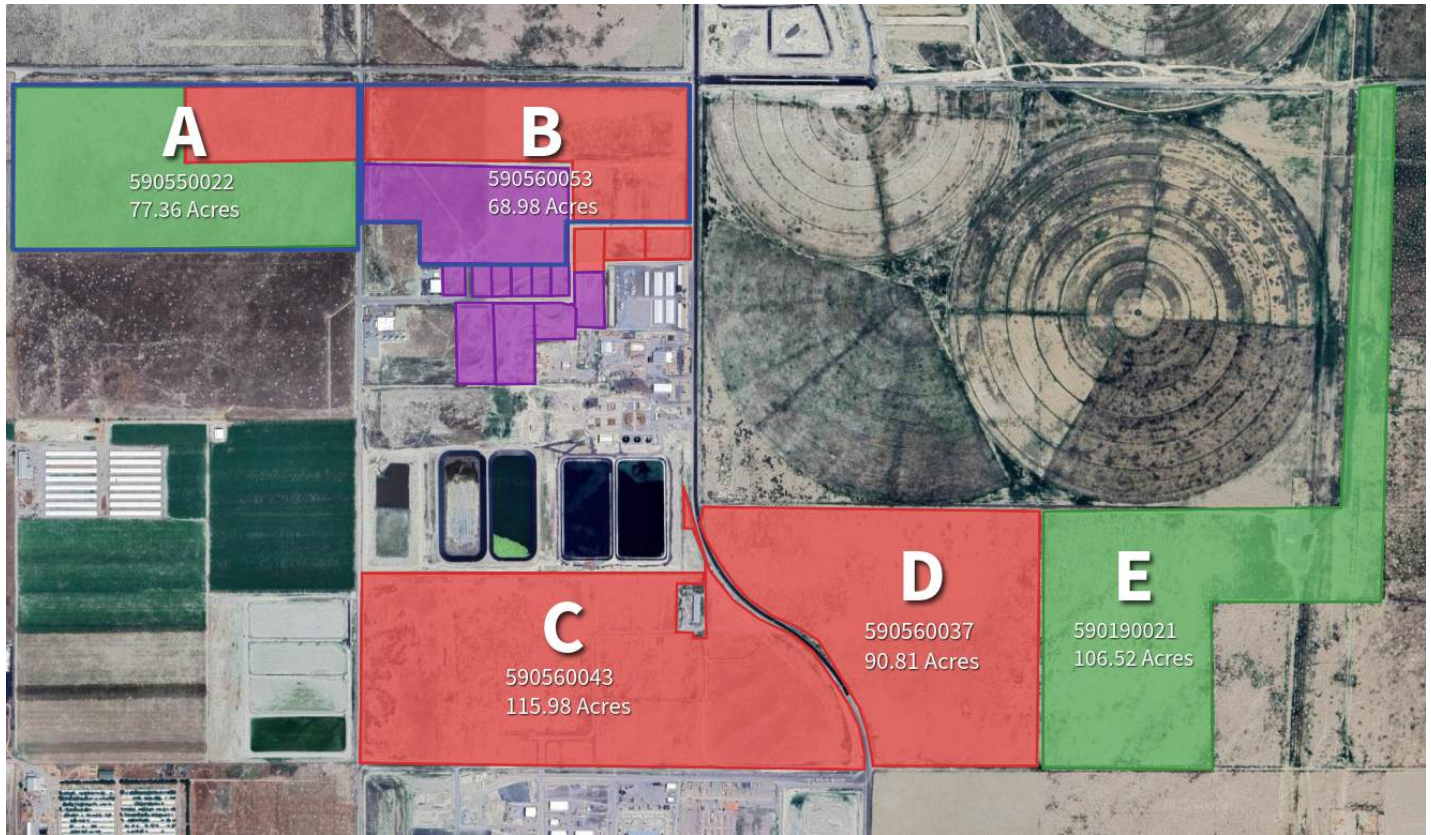 A
590550022
77.36 Acres
B
590560053
68.98 Acres
C
590560043
115.98 Acres
D
590560037
90.81 Acres
E
590190021
106.52 Acres